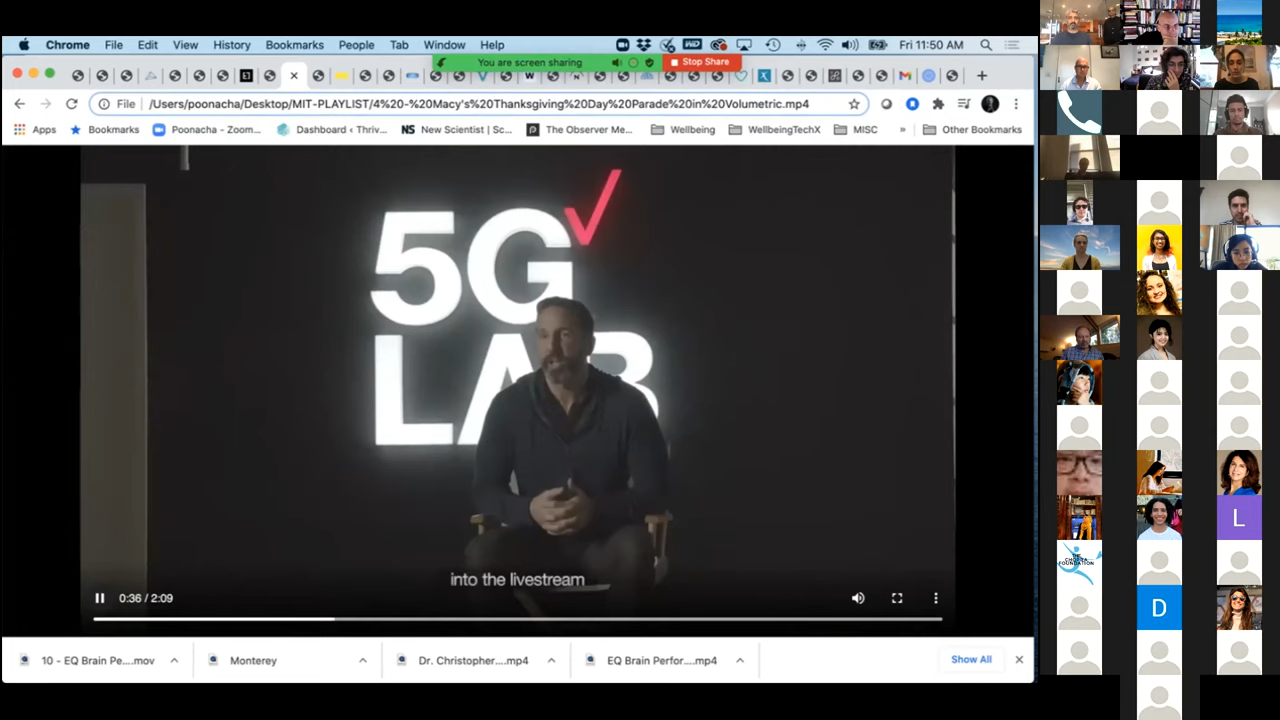 Chrome File Edit View History Bookmarks People Tab Window Help Fri 11:50 AM
You are screen sharing Stop Share
File /Users/poonacha/Desktop/MIT-PLAYLIST/4%20-%20Macy's%20Thanksgiving%20Day%20Parade%20in%20Volumetric.mp4
Apps Bookmarks Poonacha - Zoom... Dashboard ‹ Thriv... NS New Scientist | Sc... The Observer Me... Wellbeing WellbeingTechX MISC » Other Bookmarks
5G
LAB
into the livestream
0:36 / 2:09
10 - EQ Brain Pe....mov Monterey Dr. Christopher....mp4 EQ Brain Perfor....mp4 Show All
L
FOUNDATION
D